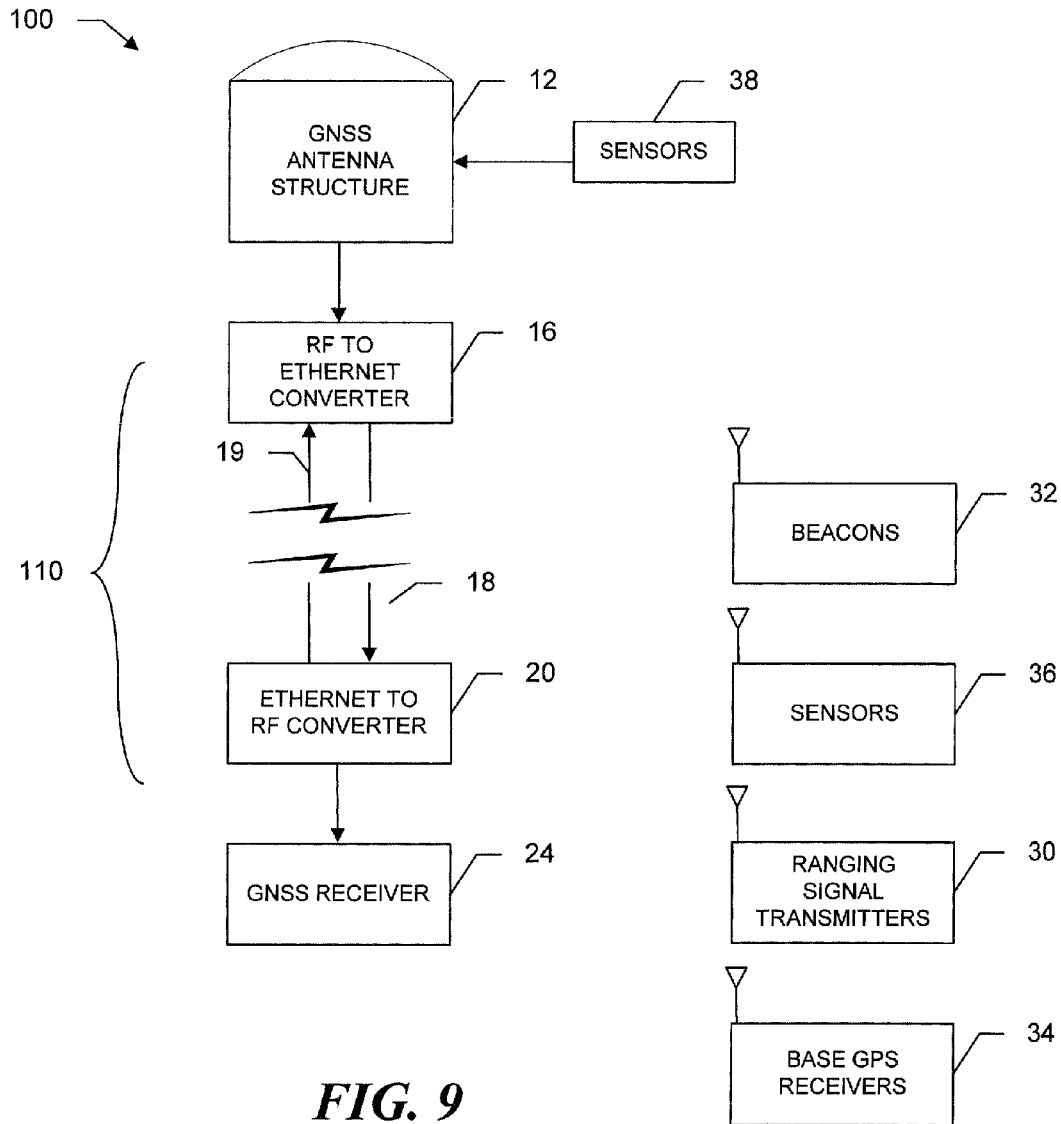 100
12
38
GNSS
ANTENNA
STRUCTURE
SENSORS
16
RF TO
ETHERNET
CONVERTER
19
32
BEACONS
110
18
20
ETHERNET TO
RF CONVERTER
36
SENSORS
24
GNSS RECEIVER
30
RANGING
SIGNAL
TRANSMITTERS
34
BASE GPS
RECEIVERS
FIG. 9